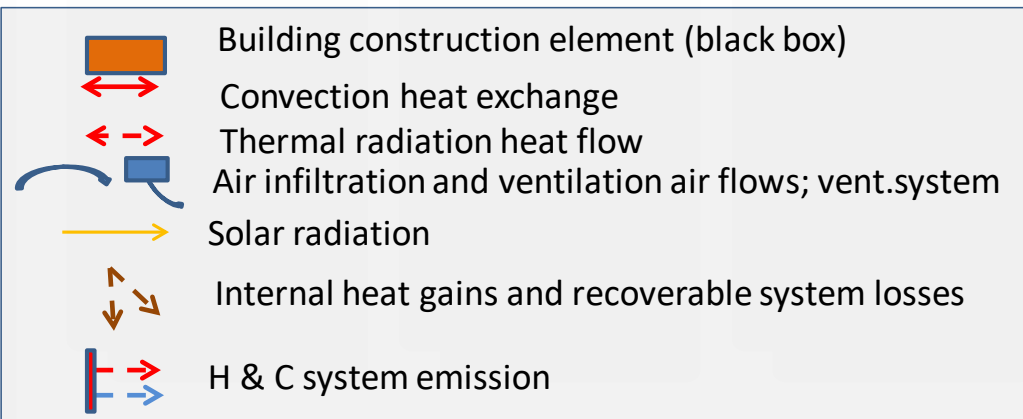 Building construction element (black box)
Convection heat exchange
Thermal radiation heat flow
Air infiltration and ventilation air flows; vent.system
Solar radiation
Internal heat gains and recoverable system losses
H & C system emission